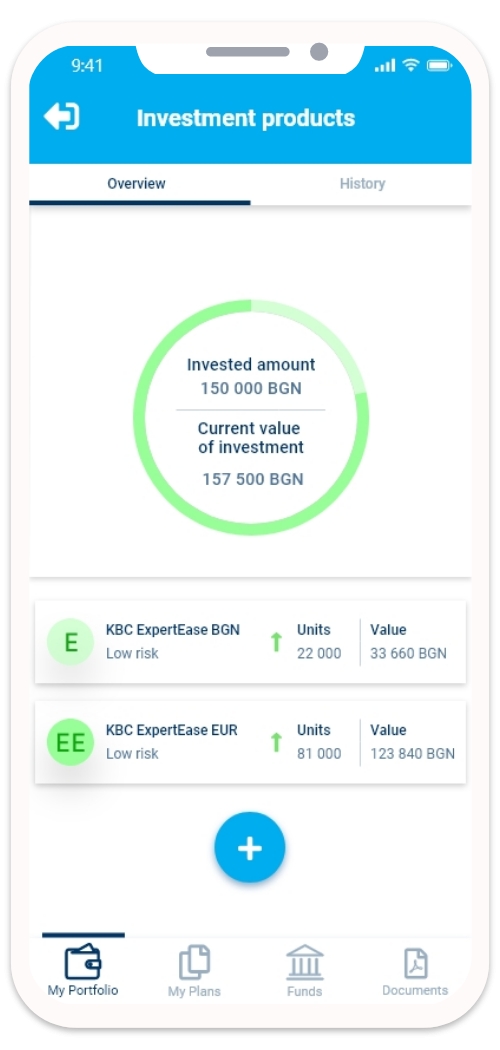 9:41
Investment products
Overview
History
Invested amount
150 000 BGN
Current value
of investment
157 500 BGN
E
KBC ExpertEase BGN
Low risk
Units
22 000
Value
33 660 BGN
EE
KBC ExpertEase EUR
Low risk
Units
81 000
Value
123 840 BGN
+
My Portfolio
My Plans
Funds
Documents